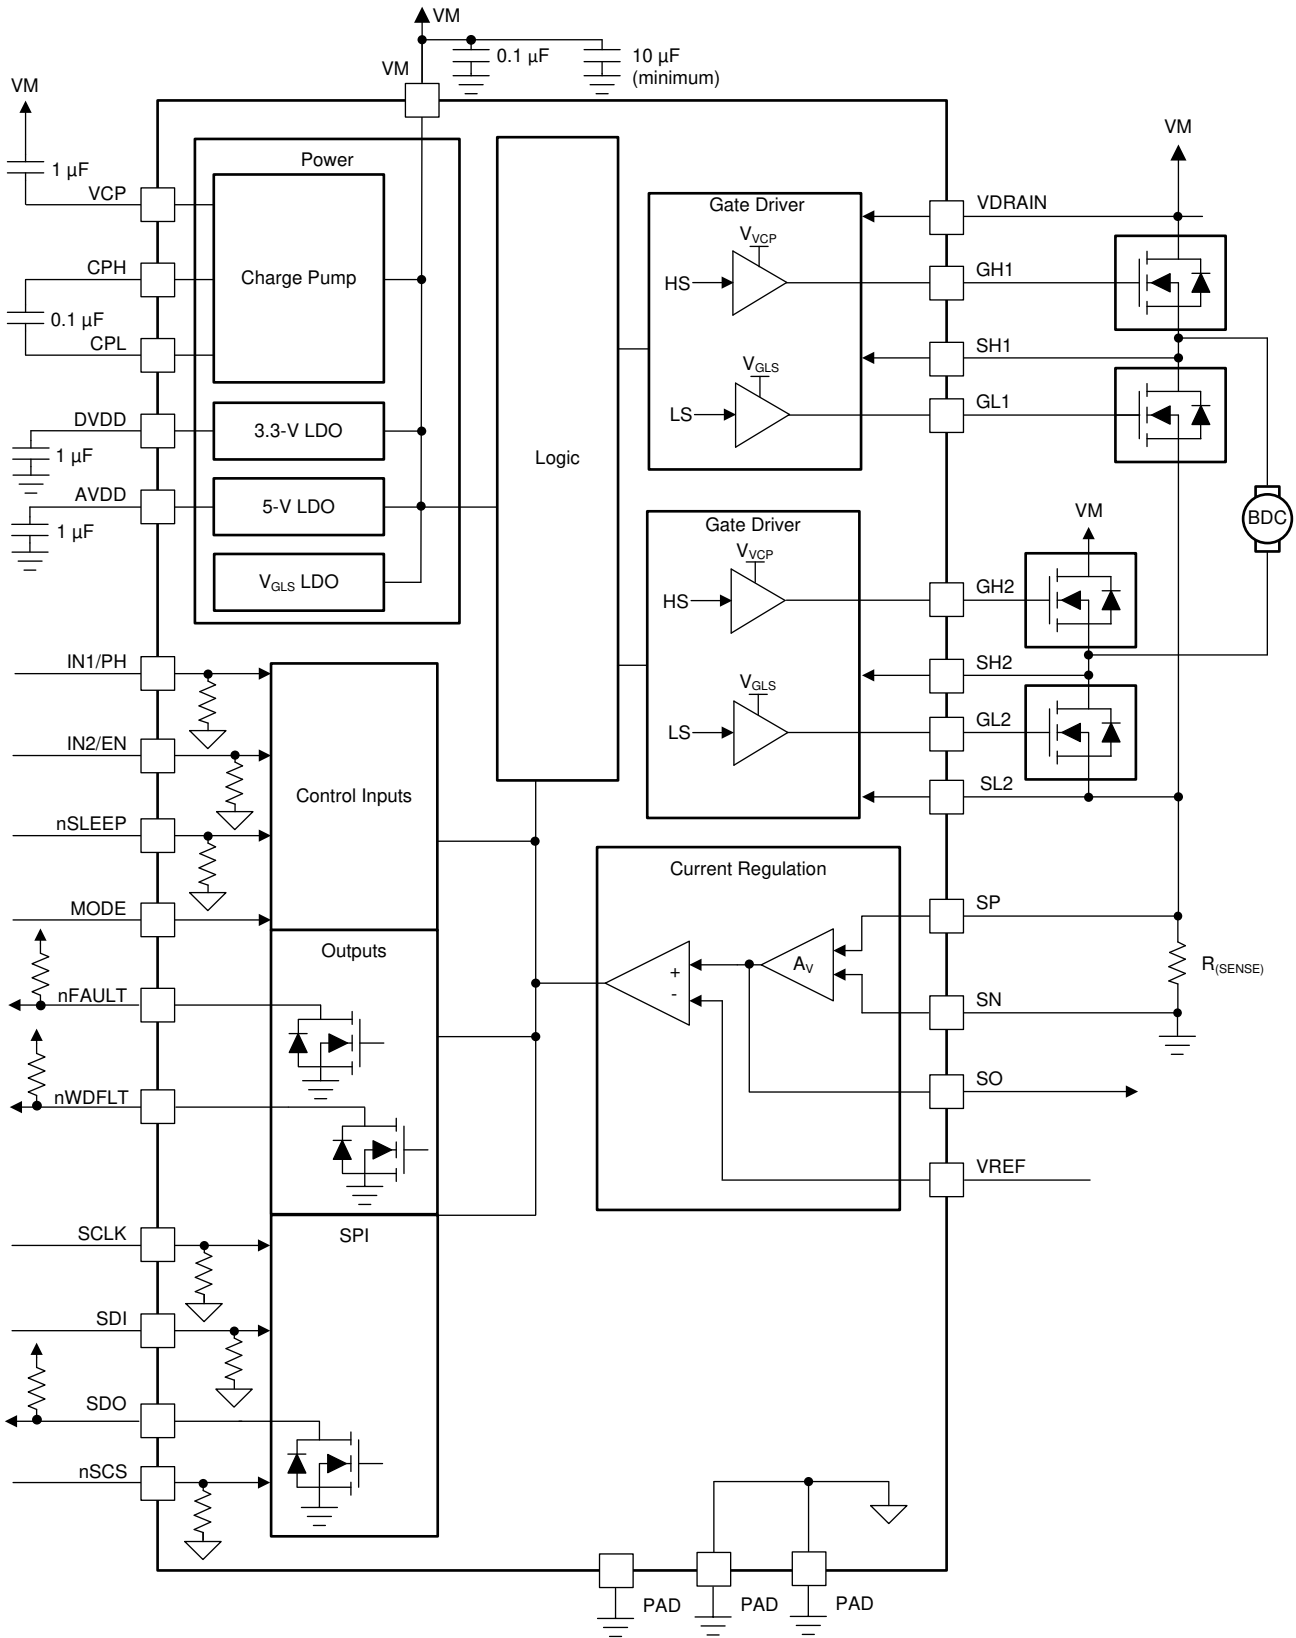 VM
0.1 µF
10 µF
(minimum)
VM
VM
1 µF
VCP
CPH
0.1 µF
CPL
DVDD
1 µF
AVDD
1 µF
Power
Charge Pump
3.3-V LDO
5-V LDO
VGLS LDO
Logic
Gate Driver
VVCP
HS
VGLS
LS
Gate Driver
VVCP
HS
VGLS
LS
VM
VDRAIN
GH1
SH1
GL1
BDC
VM
GH2
SH2
GL2
SL2
IN1/PH
IN2/EN
nSLEEP
MODE
nFAULT
nWDFLT
Control Inputs
Outputs
SCLK
SDI
SDO
nSCS
SPI
Current Regulation
+
-
AV
SP
R(SENSE)
SN
SO
VREF
PAD
PAD
PAD